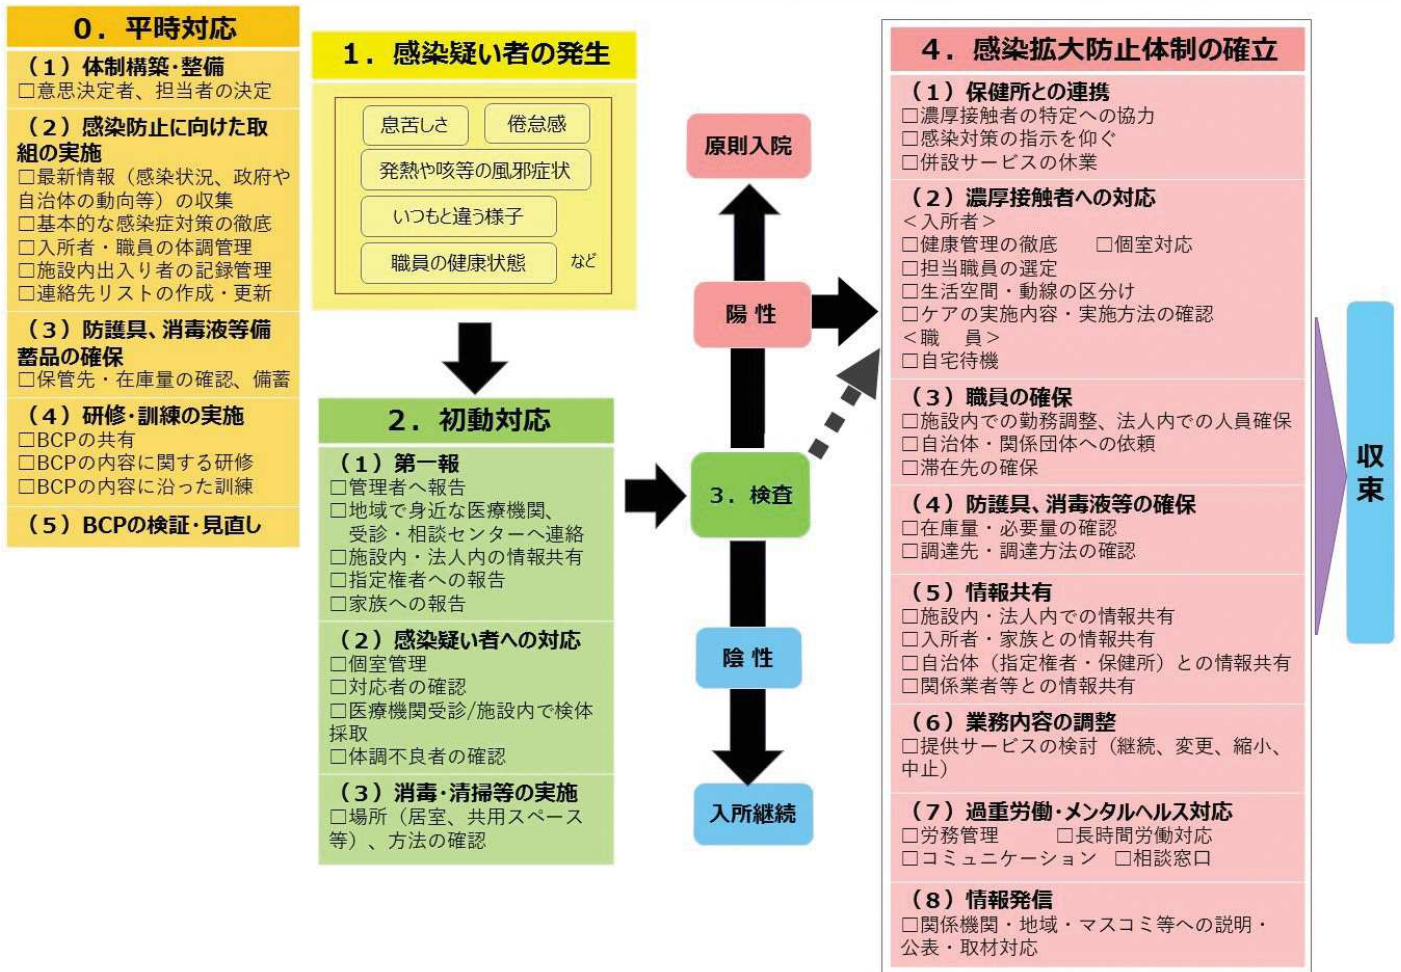 ０．平時対応
（１）体制構築・整備
□意思決定者、担当者の決定
（２）感染防止に向けた取
組の実施
□最新情報（感染状況、政府や
自治体の動向等）の収集
□基本的な感染症対策の徹底
□入所者・職員の体調管理
□施設内出入り者の記録管理
□連絡先リストの作成・更新
（３）防護具、消毒液等備
蓄品の確保
□保管先・在庫量の確認、備蓄
（４）研修・訓練の実施
□BCPの共有
□BCPの内容に関する研修
□BCPの内容に沿った訓練
（５）BCPの検証・見直し
１．感染疑い者の発生
息苦しさ
倦怠感
発熱や咳等の風邪症状
いつもと違う様子
職員の健康状態
など
２．初動対応
（１）第一報
□管理者へ報告
□地域で身近な医療機関、
受診・相談センターへ連絡
□施設内・法人内の情報共有
□指定権者への報告
□家族への報告
（２）感染疑い者への対応
□個室管理
□対応者の確認
□医療機関受診/施設内で検体
採取
□体調不良者の確認
（３）消毒・清掃等の実施
□場所（居室、共用スペース
等）、方法の確認
原則入院
陽性
３．検査
陰性
入所継続
４．感染拡大防止体制の確立
（１）保健所との連携
□濃厚接触者の特定への協力
□感染対策の指示を仰ぐ
□併設サービスの休業
（２）濃厚接触者への対応
＜入所者＞
□健康管理の徹底　□個室対応
□担当職員の選定
□生活空間・動線の区分け
□ケアの実施内容・実施方法の確認
＜職　員＞
□自宅待機
（３）職員の確保
□施設内での勤務調整、法人内での人員確保
□自治体・関係団体への依頼
□滞在先の確保
（４）防護具、消毒液等の確保
□在庫量・必要量の確認
□調達先・調達方法の確認
（５）情報共有
□施設内・法人内での情報共有
□入所者・家族との情報共有
□自治体（指定権者・保健所）との情報共有
□関係業者等との情報共有
（６）業務内容の調整
□提供サービスの検討（継続、変更、縮小、
中止）
（７）過重労働・メンタルヘルス対応
□労務管理　□長時間労働対応
□コミュニケーション　□相談窓口
（８）情報発信
□関係機関・地域・マスコミ等への説明・
公表・取材対応
収束